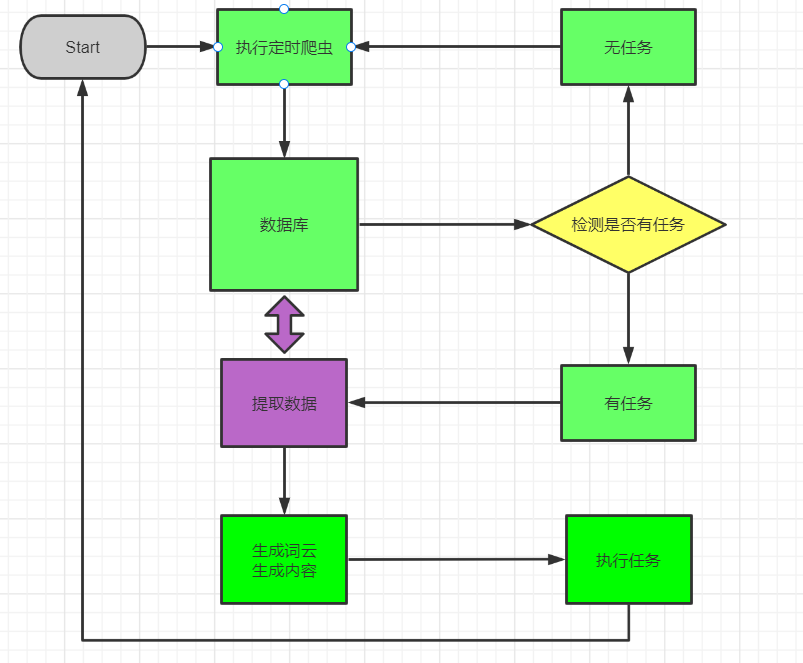 Start
执行定时爬虫
无任务
数据库
检测是否有任务
提取数据
有任务
生成词云
生成内容
执行任务